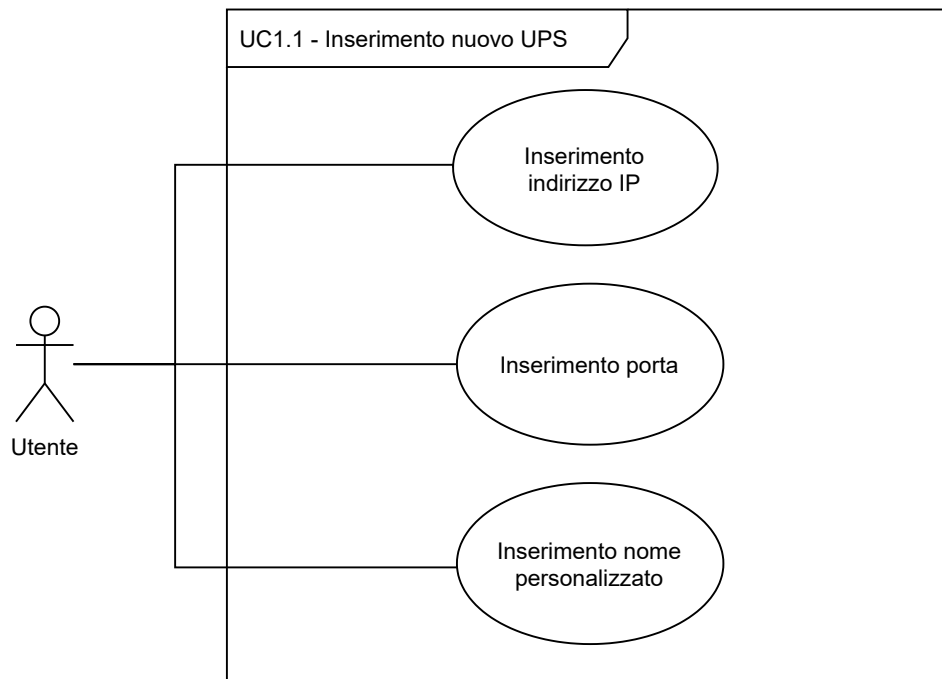 UC1.1 - Inserimento nuovo UPS
Inserimento
indirizzo IP
Inserimento porta
Utente
Inserimento nome
personalizzato